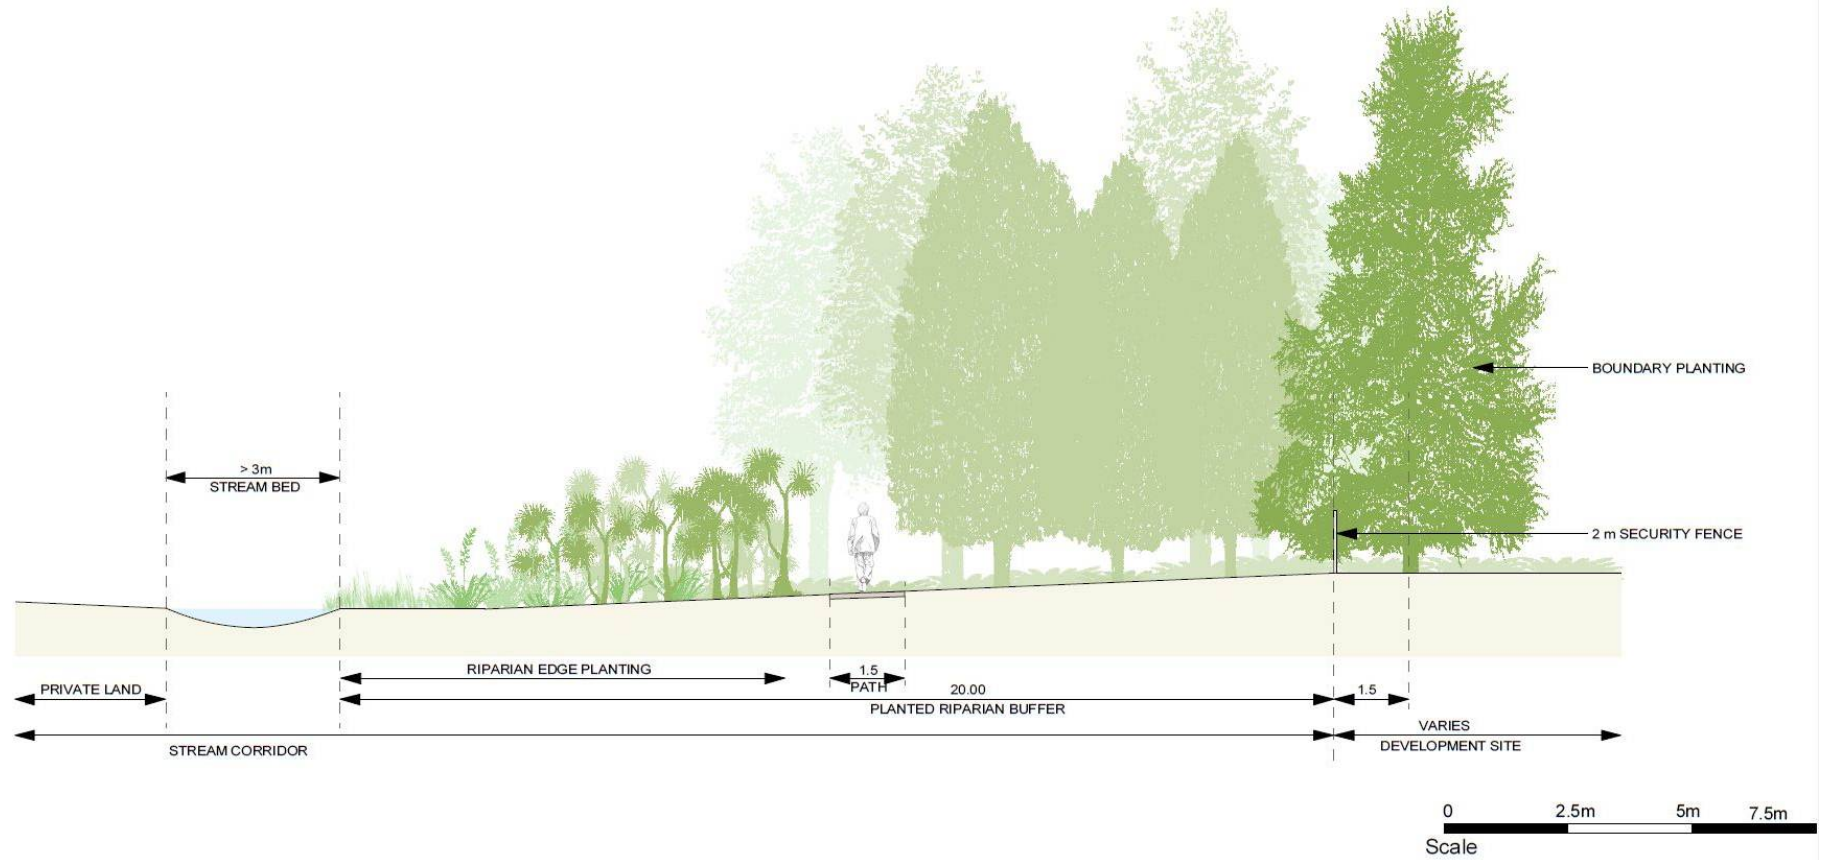 BOUNDARY PLANTING
> 3m
STREAM BED
2 m SECURITY FENCE
RIPARIAN EDGE PLANTING
1.5
PATH
PRIVATE LAND
20.00
PLANTED RIPARIAN BUFFER
1.5
STREAM CORRIDOR
VARIES
DEVELOPMENT SITE
0 2.5m 5m 7.5m
Scale